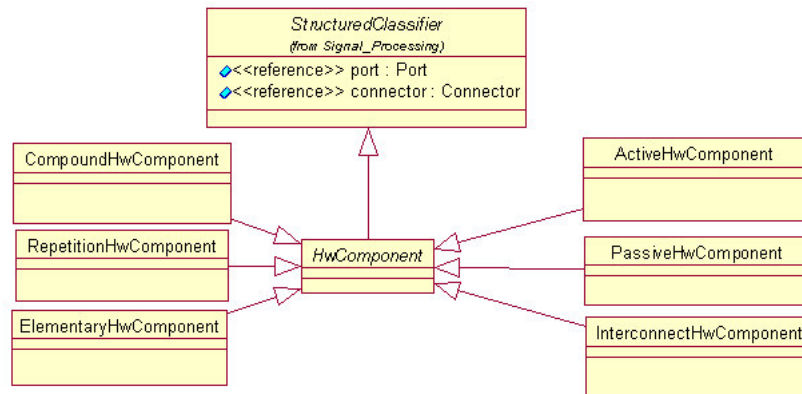 StructuredClassifier
(from Signal_Processing)
<<reference>> port : Port
<<reference>> connector : Connector
CompoundHwComponent
ActiveHwComponent
RepetitionHwComponent
HwComponent
PassiveHwComponent
ElementaryHwComponent
InterconnectHwComponent